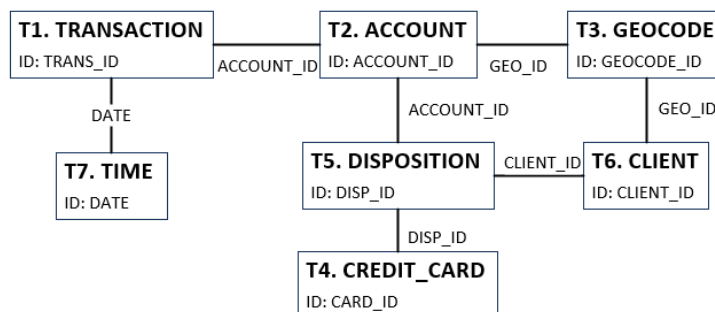 T1. TRANSACTION
ID: TRANS_ID
ACCOUNT_ID
T2. ACCOUNT
ID: ACCOUNT_ID
GEO_ID
T3. GEOCODE
ID: GEOCODE_ID
DATE
ACCOUNT_ID
GEO_ID
T7. TIME
ID: DATE
T5. DISPOSITION
ID: DISP_ID
CLIENT_ID
T6. CLIENT
ID: CLIENT_ID
DISP_ID
T4. CREDIT_CARD
ID: CARD_ID